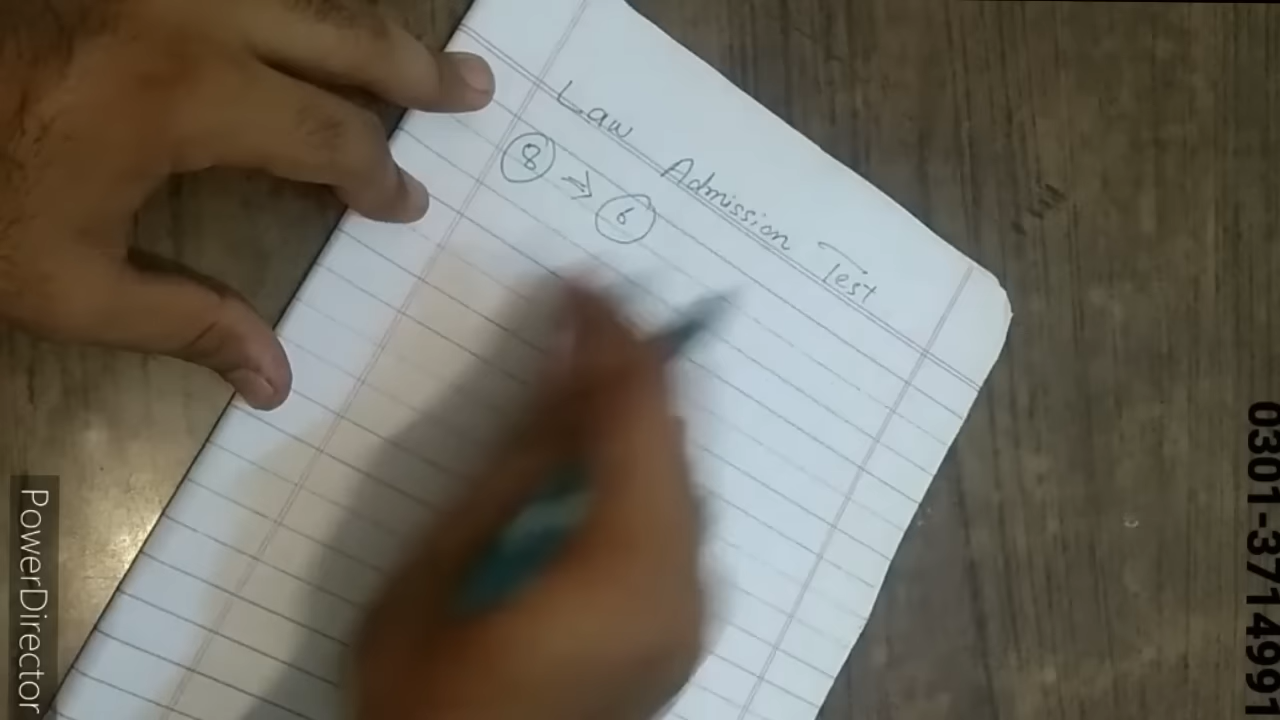 Law Admission Test
8 ⇒ 6
PowerDirector
0301-3714991